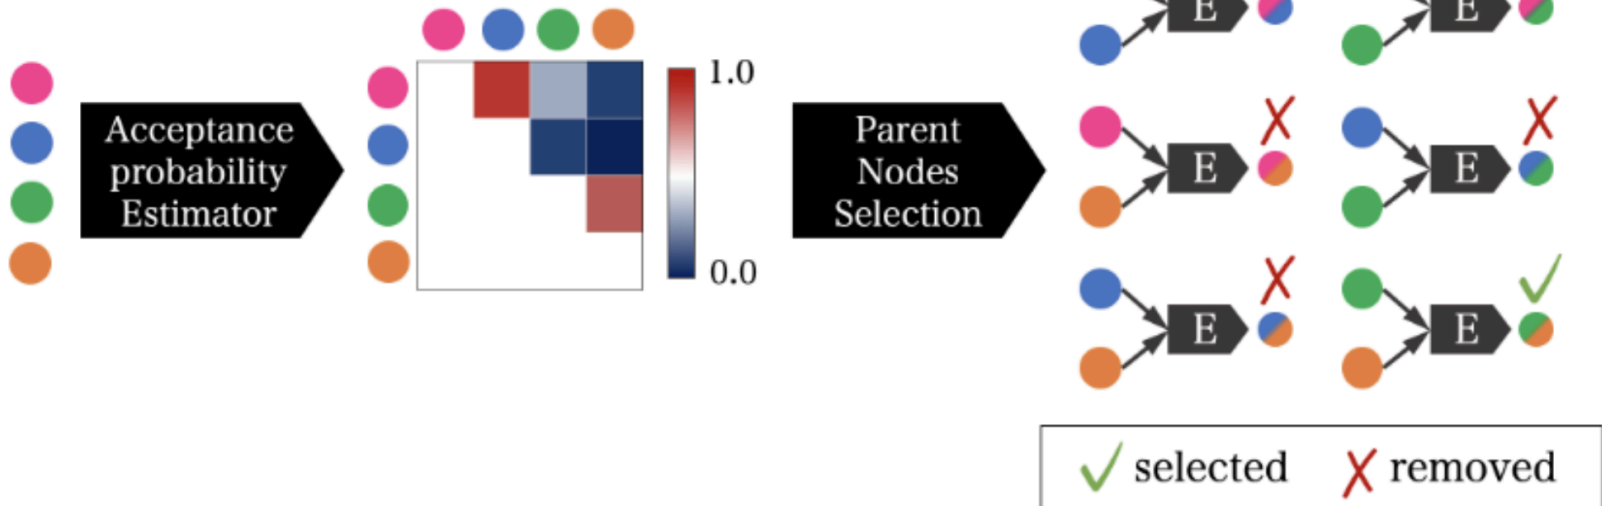 Acceptance
probability
Estimator
1.0
0.0
Parent
Nodes
Selection
E
E
E
E
E
E
✓ selected
✗ removed